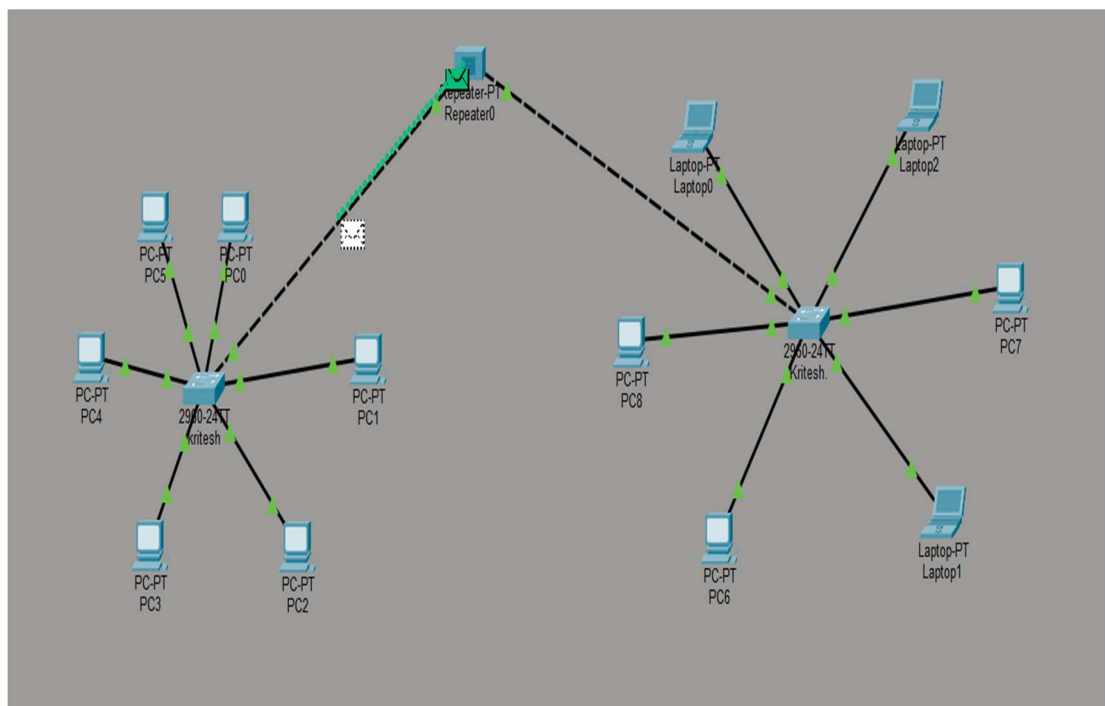 Repeater-PT
Repeater0
Laptop-PT
Laptop0
Laptop-PT
Laptop2
PC-PT
PC5
PC-PT
PC0
PC-PT
PC4
PC-PT
PC1
2960-24TT
kritesh
PC-PT
PC3
PC-PT
PC2
PC-PT
PC8
2960-24TT
Kritesh.
PC-PT
PC7
PC-PT
PC6
Laptop-PT
Laptop1